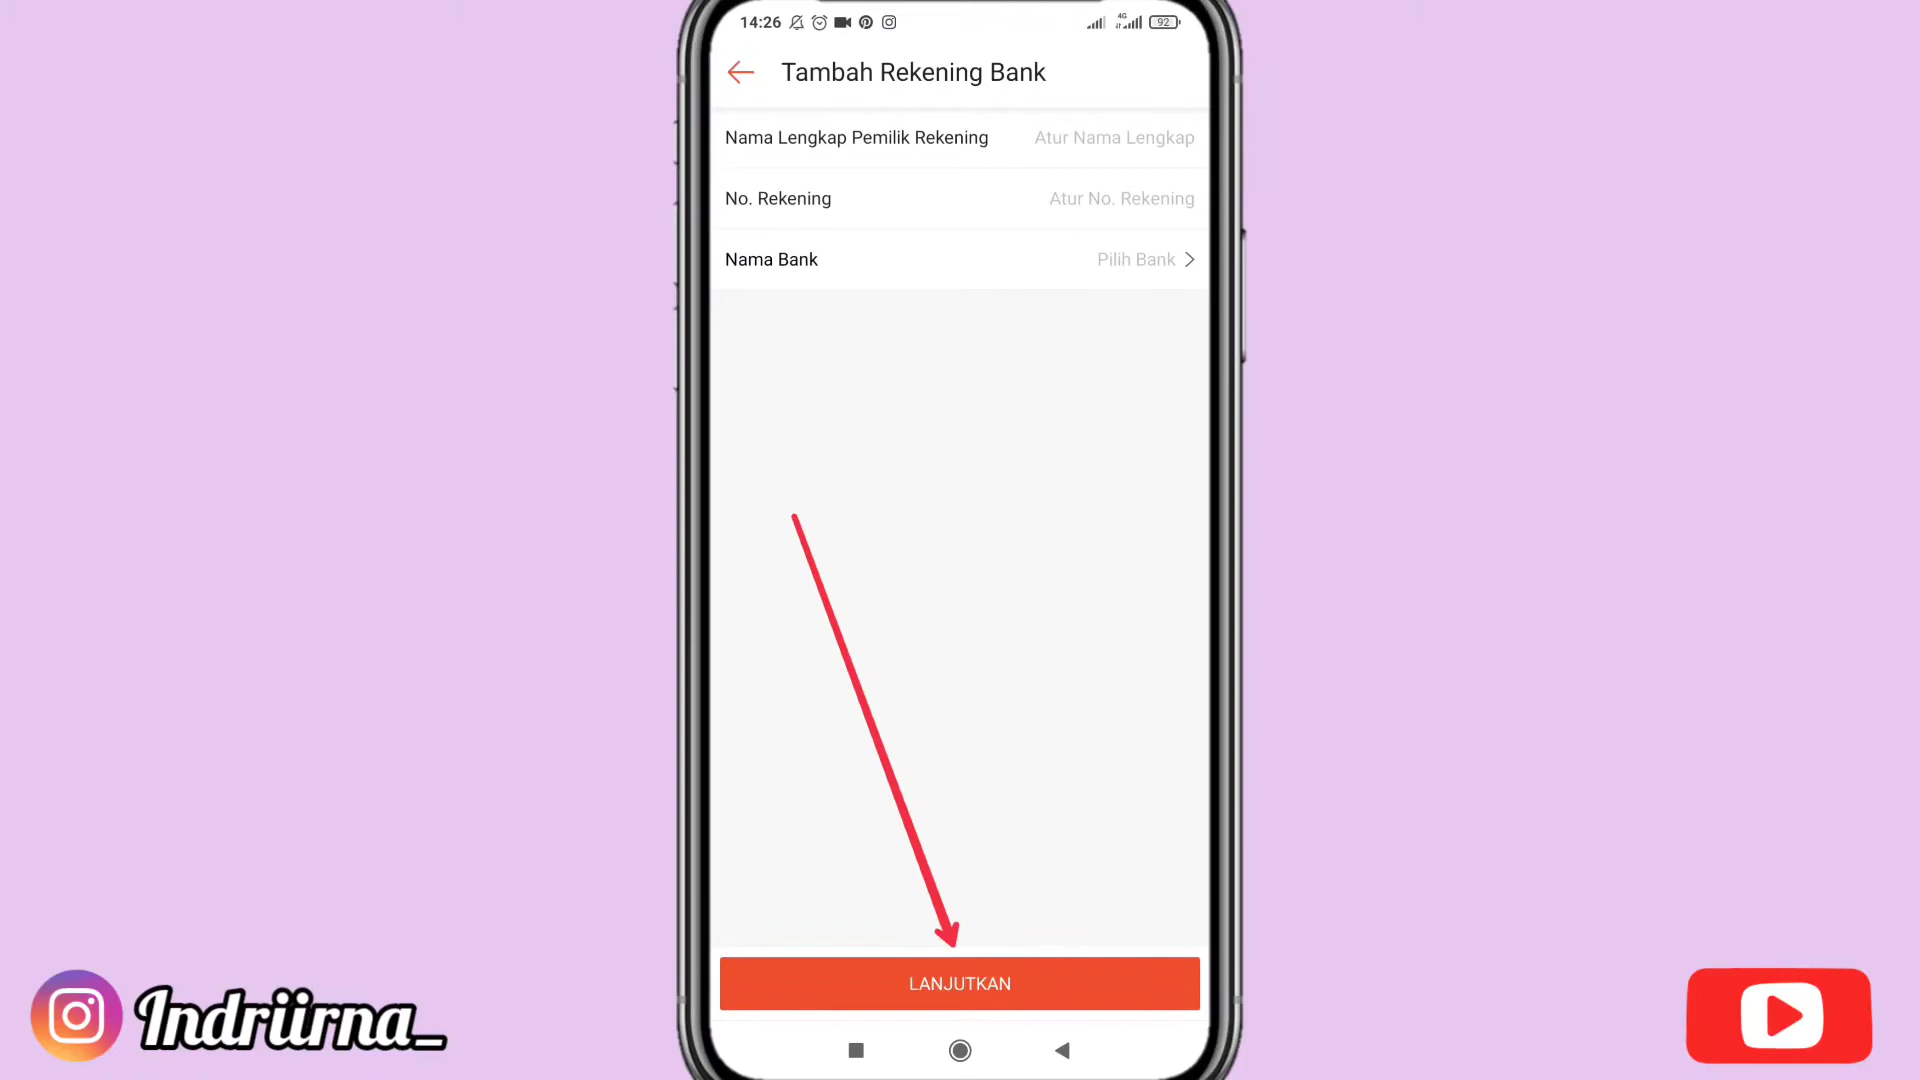 14:26
4G
92
Tambah Rekening Bank
Nama Lengkap Pemilik Rekening Atur Nama Lengkap
No. Rekening Atur No. Rekening
Nama Bank Pilih Bank
LANJUTKAN
Indriirna_